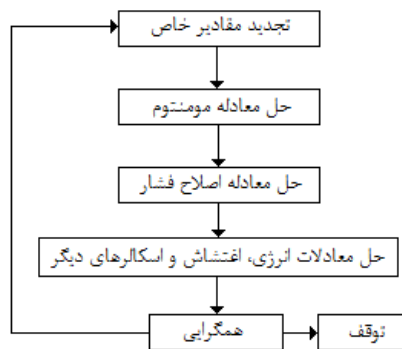 تجدید مقادیر خاص
حل معادله مومنتوم
حل معادله اصلاح فشار
حل معادلات انرژی، اغتشاش و اسکالرهای دیگر
همگرایی
توقف